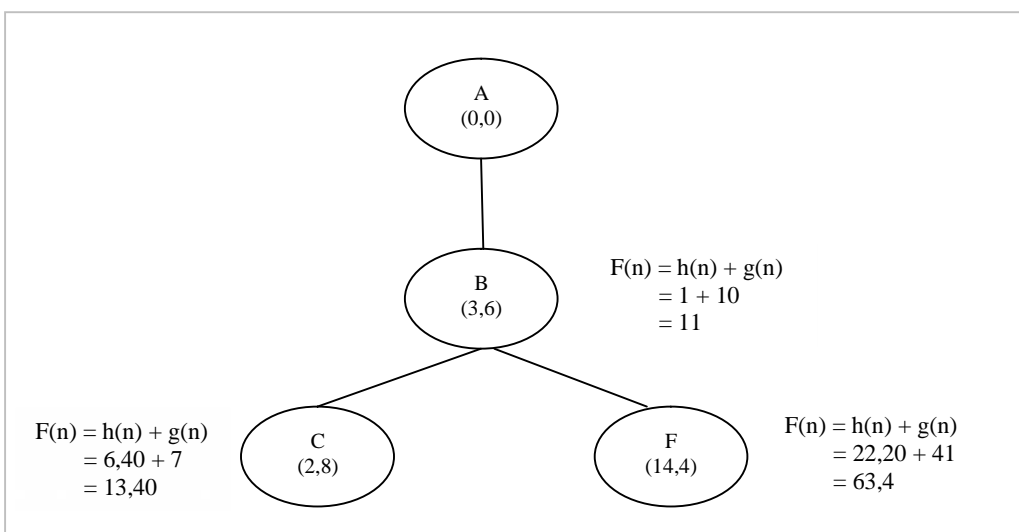 A
(0,0)
B
(3,6)
F(n) = h(n) + g(n)
= 1 + 10
= 11
F(n) = h(n) + g(n)
= 6,40 + 7
= 13,40
C
(2,8)
F
(14,4)
F(n) = h(n) + g(n)
= 22,20 + 41
= 63,4